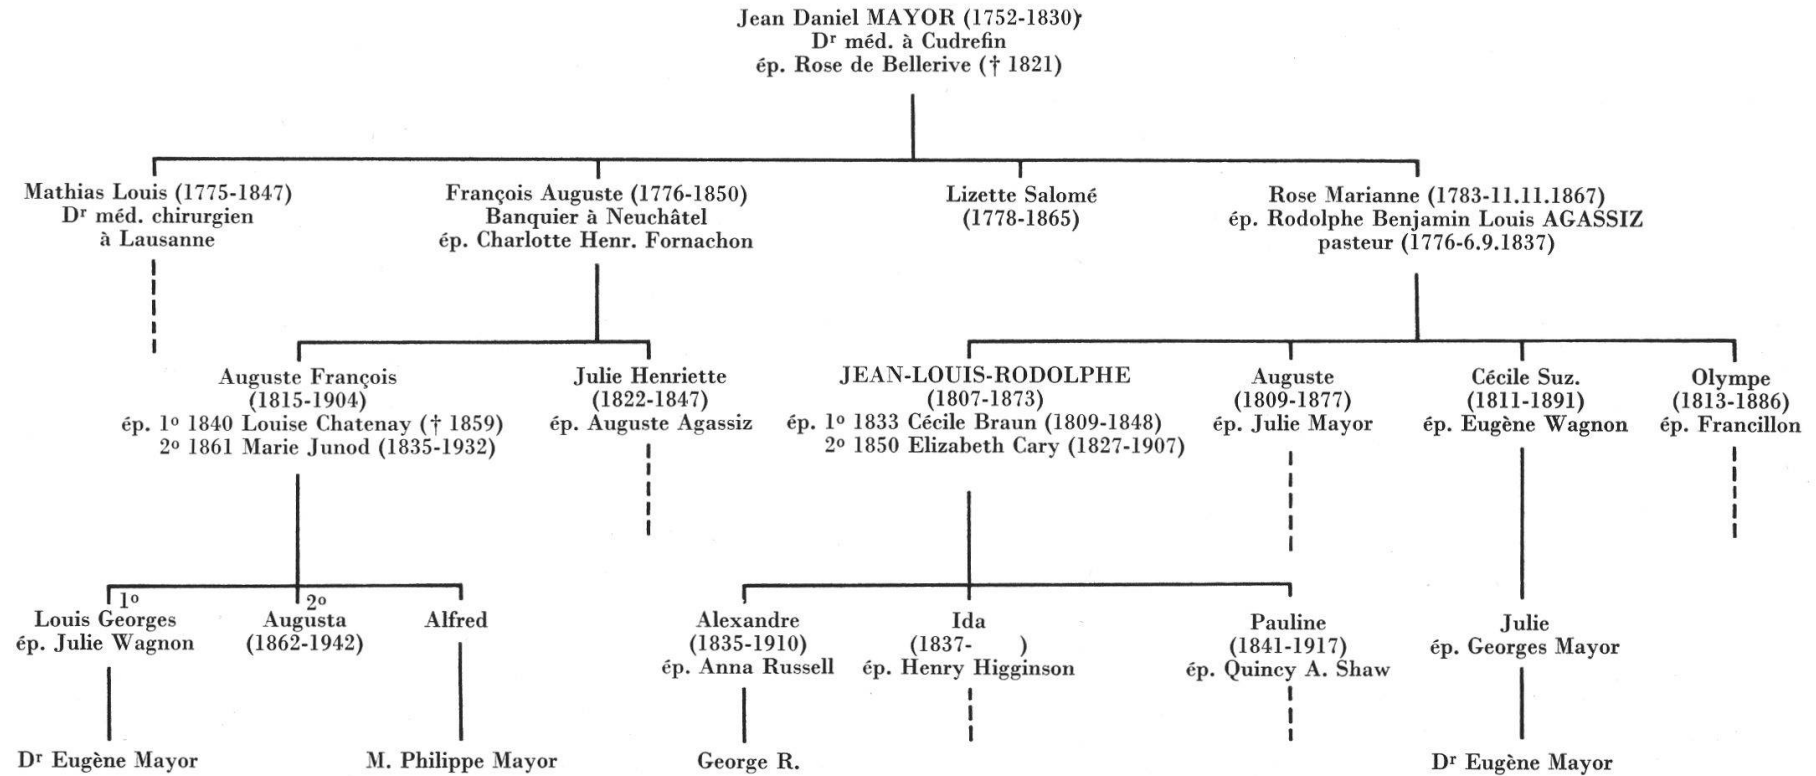 Jean Daniel MAYOR (1752-1830)
Dr méd. à Cudrefin
ép. Rose de Bellerive († 1821)
Mathias Louis (1775-1847)
Dr méd. chirurgien
à Lausanne
François Auguste (1776-1850)
Banquier à Neuchâtel
ép. Charlotte Henr. Fornachon
Lizette Salomé
(1778-1865)
Rose Marianne (1783-11.11.1867)
ép. Rodolphe Benjamin Louis AGASSIZ
pasteur (1776-6.9.1837)
Auguste François
(1815-1904)
ép. 1º 1840 Louise Chatenay († 1859)
2º 1861 Marie Junod (1835-1932)
Julie Henriette
(1822-1847)
ép. Auguste Agassiz
JEAN-LOUIS-RODOLPHE
(1807-1873)
ép. 1º 1833 Cécile Braun (1809-1848)
2º 1850 Elizabeth Cary (1827-1907)
Auguste
(1809-1877)
ép. Julie Mayor
Cécile Suz.
(1811-1891)
ép. Eugène Wagnon
Olympe
(1813-1886)
ép. Francillon
1º
Louis Georges
ép. Julie Wagnon
2º
Augusta
(1862-1942)
Alfred
Alexandre
(1835-1910)
ép. Anna Russell
Ida
(1837- )
ép. Henry Higginson
Pauline
(1841-1917)
ép. Quincy A. Shaw
Julie
ép. Georges Mayor
Dr Eugène Mayor
M. Philippe Mayor
George R.
Dr Eugène Mayor